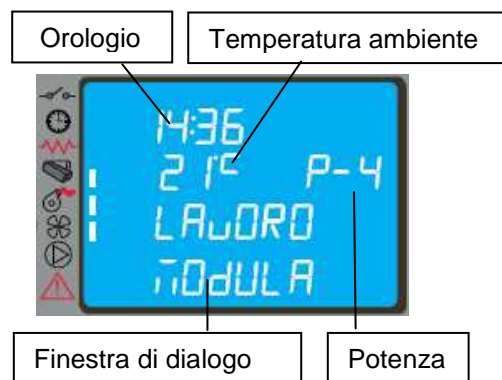 Orologio
Temperatura ambiente
14:36
21°C P-4
LAvORO
mOdULA
Finestra di dialogo
Potenza